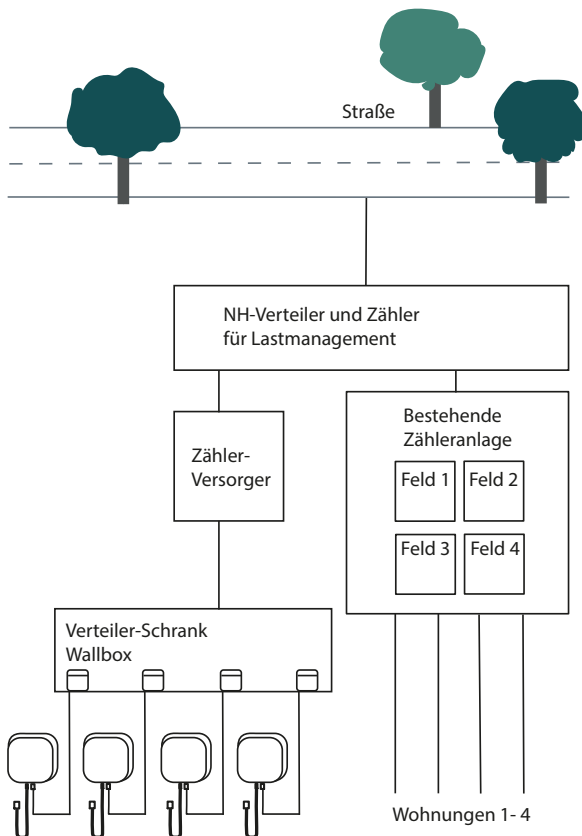 Straße
NH-Verteiler und Zähler
für Lastmanagement
Zähler-
Versorger
Bestehende
Zähleranlage
Feld 1
Feld 2
Feld 3
Feld 4
Verteiler-Schrank
Wallbox
Wohnungen 1- 4